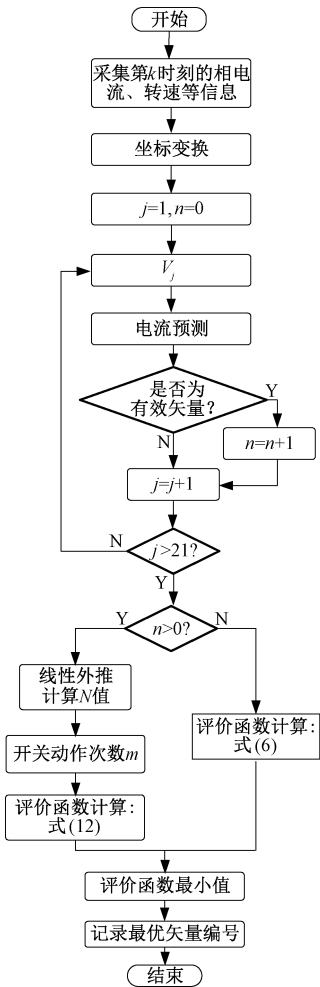 开始
采集第k时刻的相电
流、转速等信息
坐标变换
j=1, n=0
Vj
电流预测
是否为
有效矢量?
Y
N
n=n+1
j=j+1
N
j>21?
Y
Y
n>0?
N
线性外推
计算N值
开关动作次数m
评价函数计算:
式(12)
评价函数计算:
式(6)
评价函数最小值
记录最优矢量编号
结束